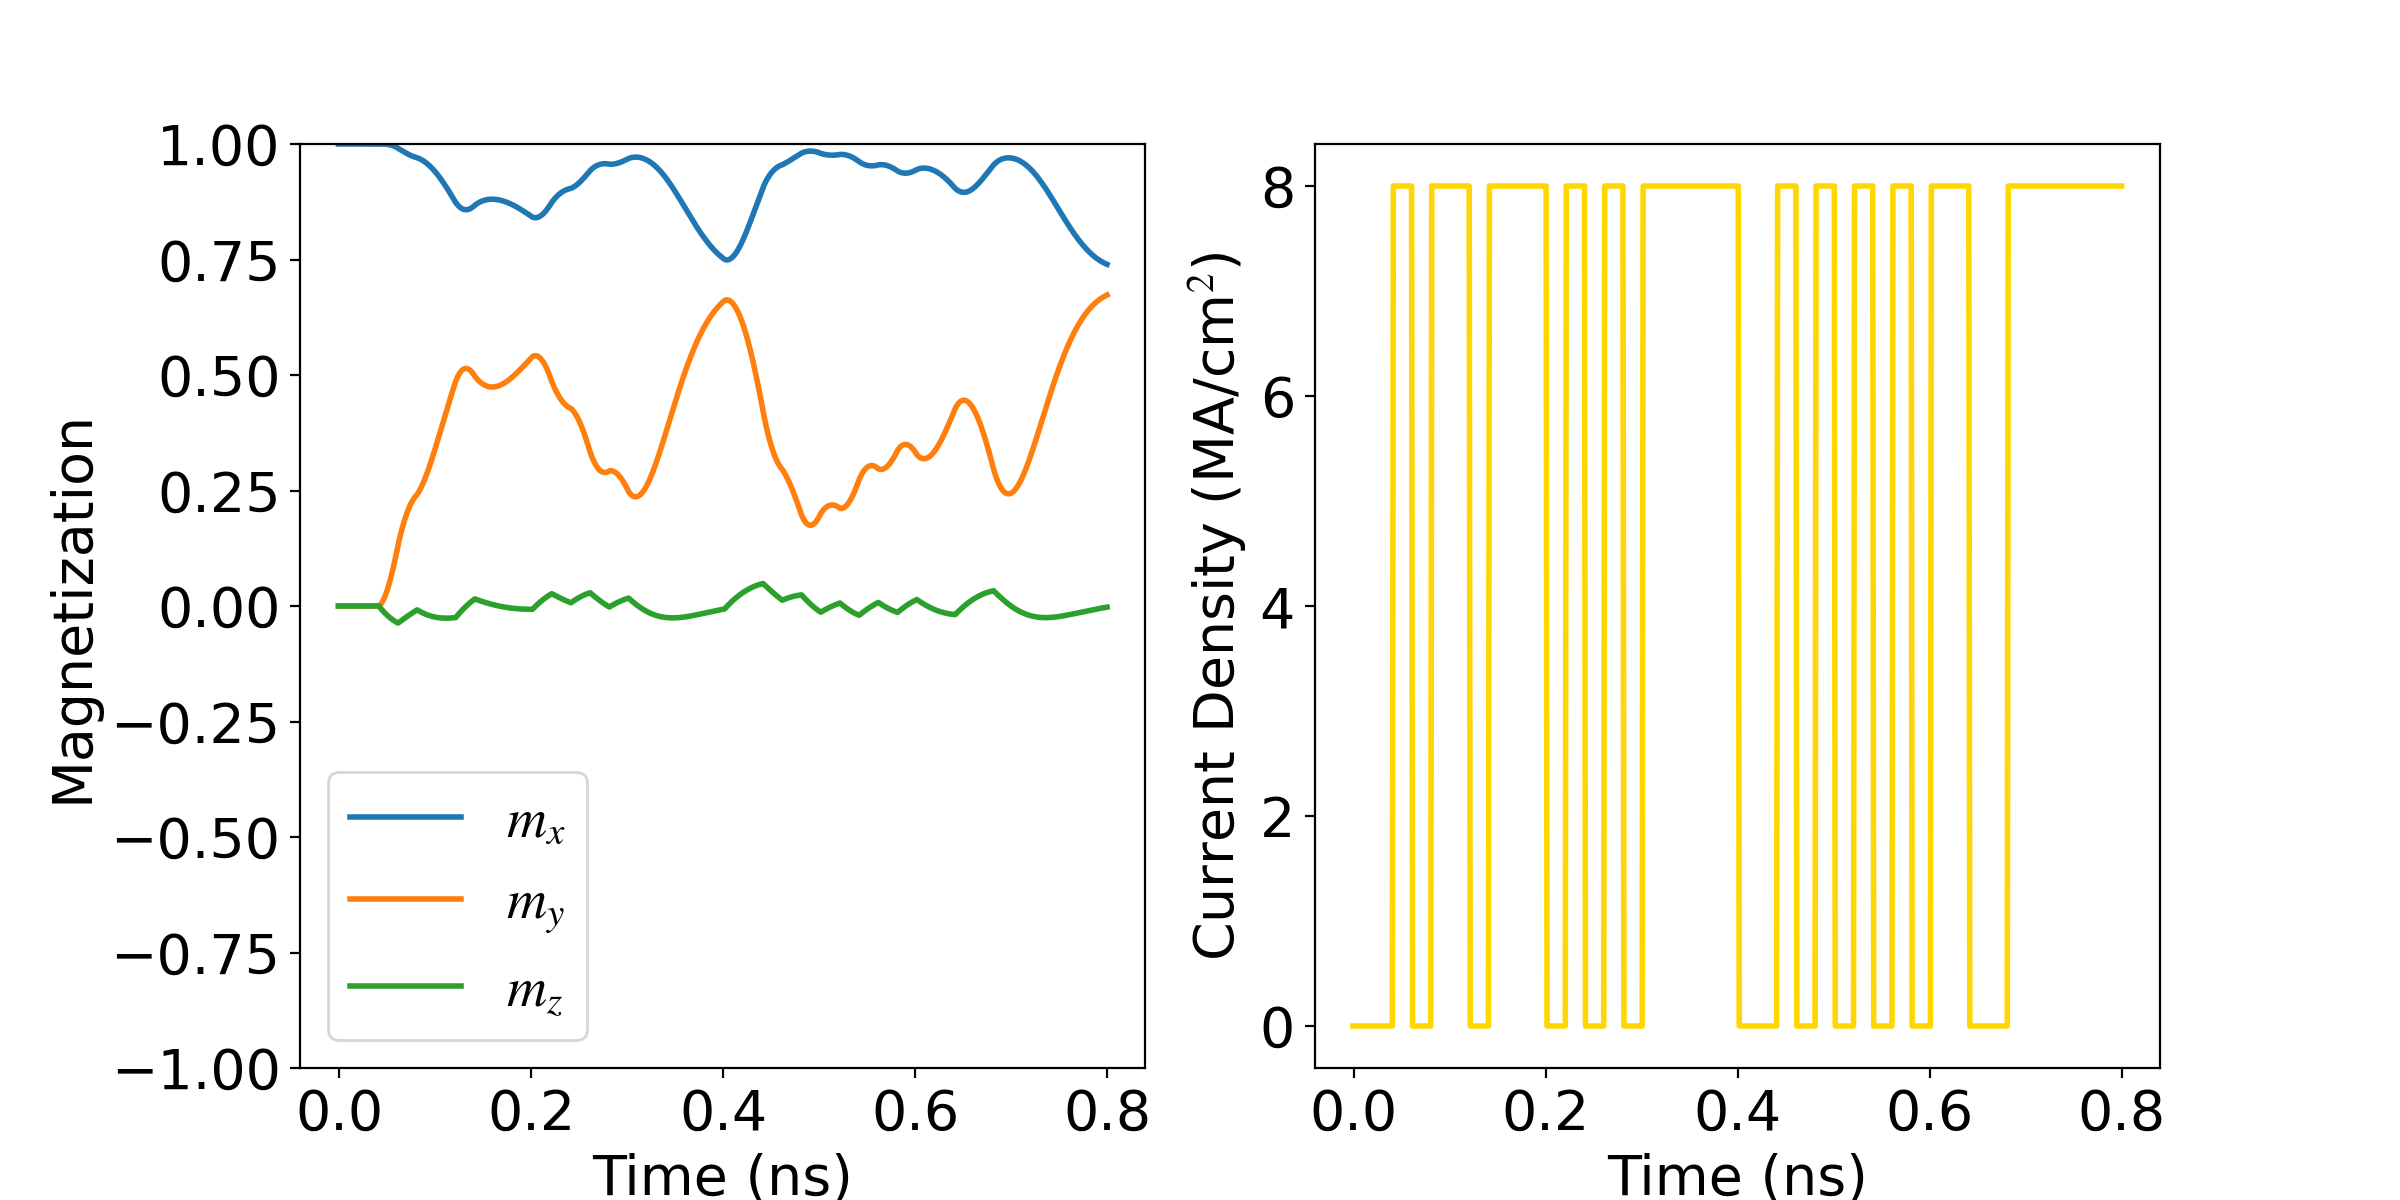 Magnetization
1.00
0.75
0.50
0.25
0.00
−0.25
−0.50
−0.75
−1.00
m_x
m_y
m_z
0.0 0.2 0.4 0.6 0.8
Time (ns)
Current Density (MA/cm²)
8
6
4
2
0
0.0 0.2 0.4 0.6 0.8
Time (ns)